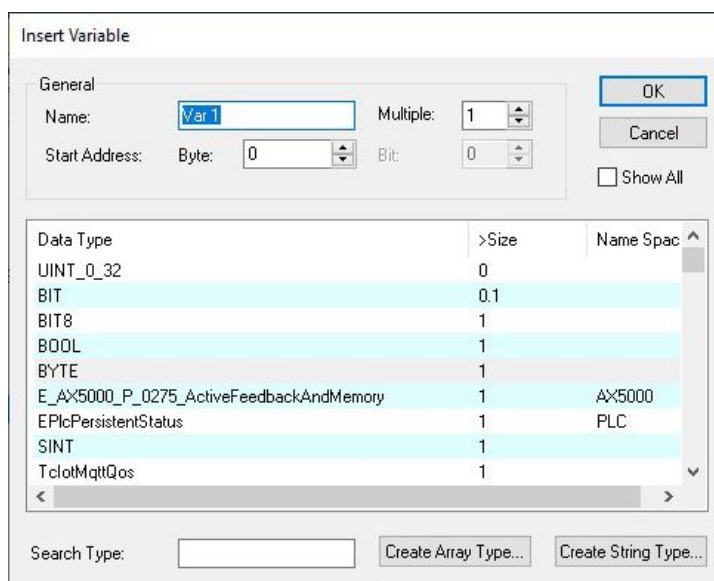 Insert Variable
General
Name: Var 1 Multiple: 1
Start Address: Byte: 0 Bit: 0
OK
Cancel
Show All
Data Type >Size Name Spac
UINT_0_32 0
BIT 0.1
BIT8 1
BOOL 1
BYTE 1
E_AX5000_P_0275_ActiveFeedbackAndMemory 1 AX5000
EPlcPersistentStatus 1 PLC
SINT 1
TcIotMqttQos 1
Search Type: Create Array Type... Create String Type...